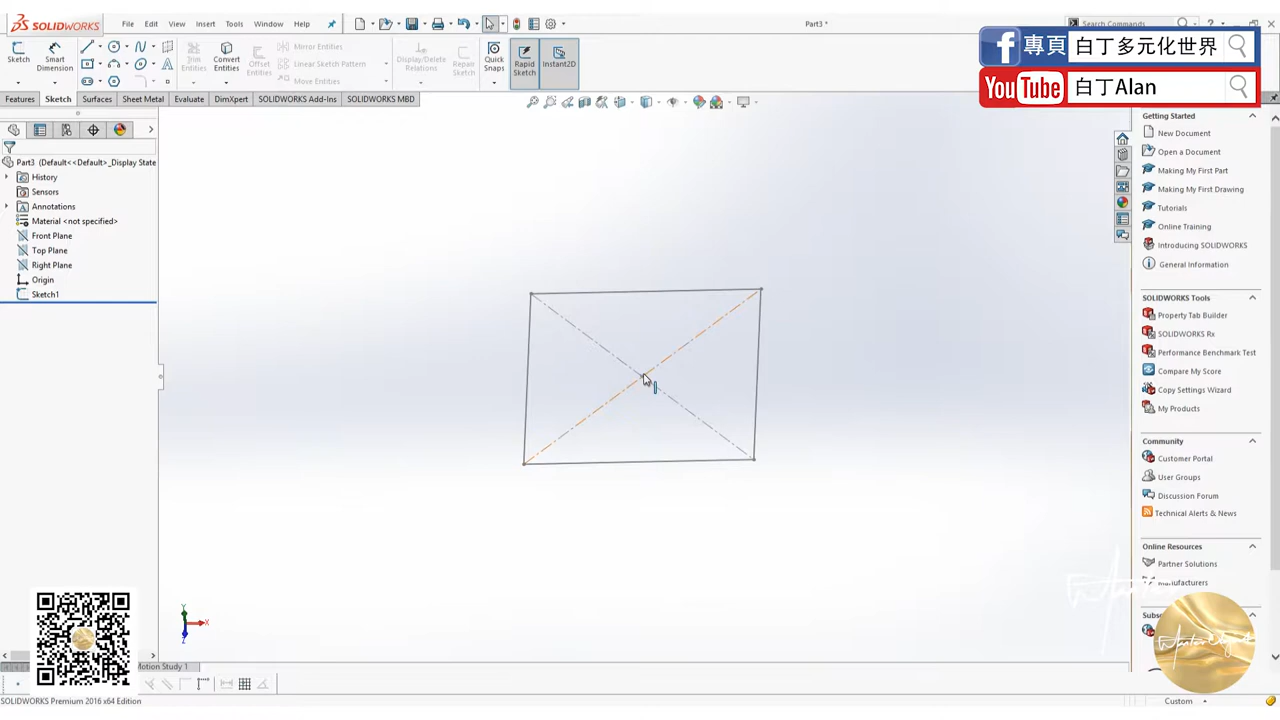 SOLIDWORKS
File Edit View Insert Tools Window Help
Part3 *
Search Commands
Sketch
Smart Dimension
Trim Entities
Convert Entities
Offset Entities
Mirror Entities
Linear Sketch Pattern
Move Entities
Display/Delete Relations
Repair Sketch
Quick Snaps
Rapid Sketch
Instant2D
專頁 白丁多元化世界
YouTube 白丁Alan
Features Sketch Surfaces Sheet Metal Evaluate DimXpert SOLIDWORKS Add-Ins SOLIDWORKS MBD
Part3 (Default<<Default>_Display State
History
Sensors
Annotations
Material <not specified>
Front Plane
Top Plane
Right Plane
Origin
Sketch1
Getting Started
New Document
Open a Document
Making My First Part
Making My First Drawing
Tutorials
Online Training
Introducing SOLIDWORKS
General Information
SOLIDWORKS Tools
Property Tab Builder
SOLIDWORKS Rx
Performance Benchmark Test
Compare My Score
Copy Settings Wizard
My Products
Community
Customer Portal
User Groups
Discussion Forum
Technical Alerts & News
Online Resources
Partner Solutions
Manufacturers
Y
X
Z
Motion Study 1
SOLIDWORKS Premium 2016 x64 Edition
Custom